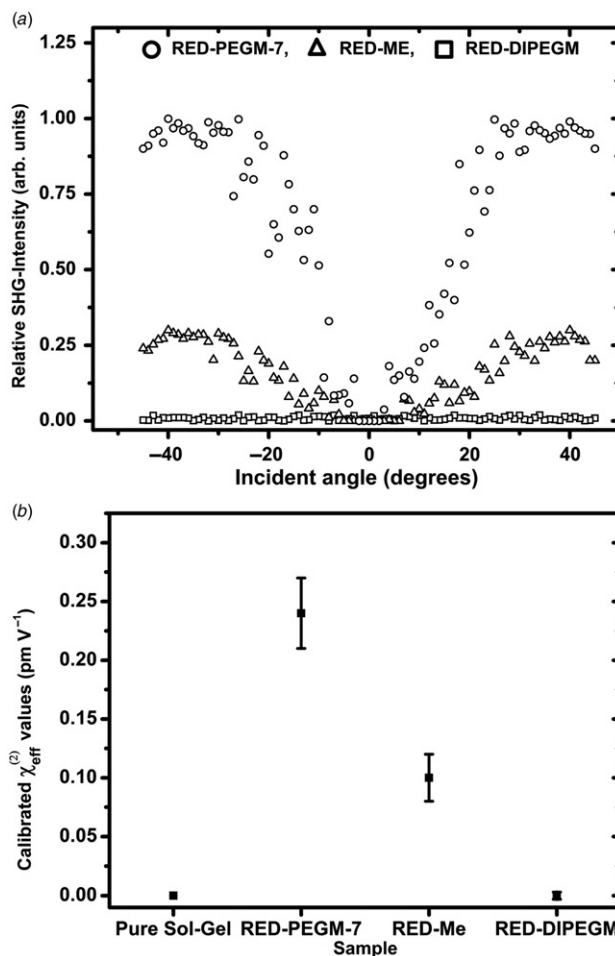 (a)
1.25
○ RED-PEGM-7, △ RED-ME, □ RED-DIPEGM
1.00
0.75
0.50
0.25
0.00
Relative SHG-Intensity (arb. units)
–40 –20 0 20 40
Incident angle (degrees)
(b)
0.30
0.25
0.20
0.15
0.10
0.05
0.00
Calibrated χ(2)eff values (pm V−1)
Pure Sol-Gel RED-PEGM-7 RED-Me RED-DIPEGM
Sample